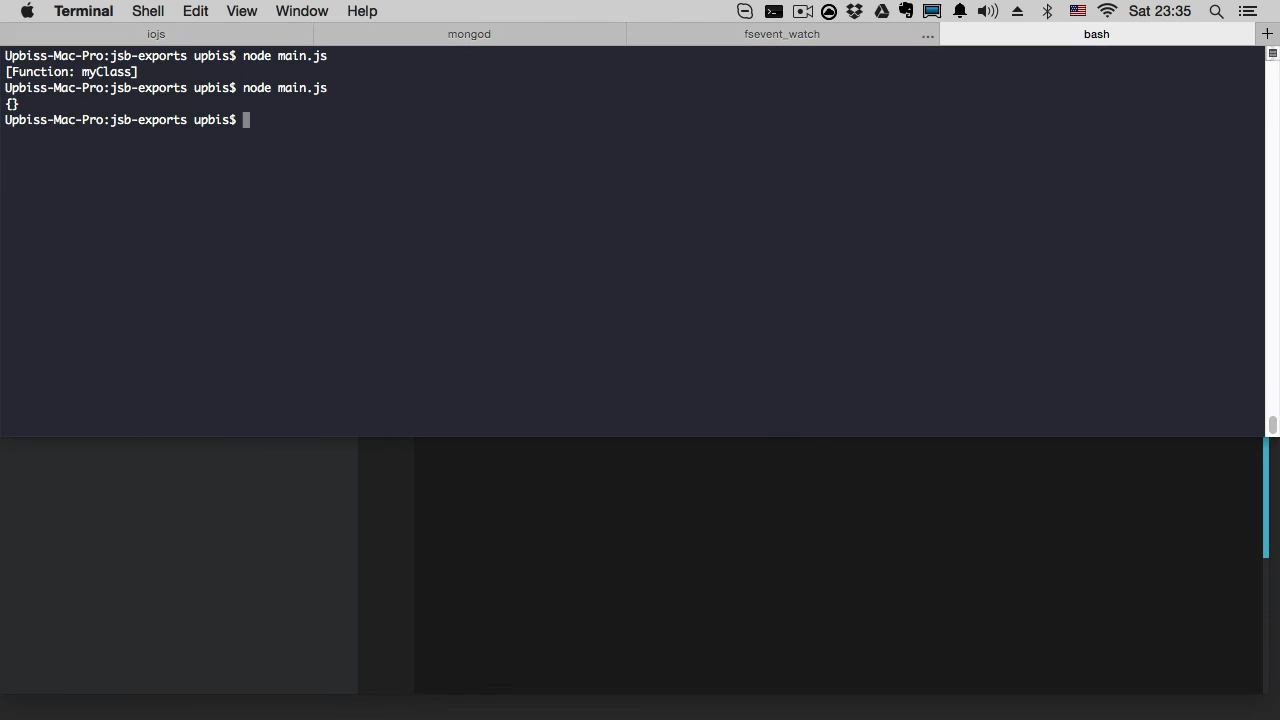 Terminal Shell Edit View Window Help Sat 23:35
iojs mongod fsevent_watch ... bash +
Upbiss-Mac-Pro:jsb-exports upbis$ node main.js
[Function: myClass]
Upbiss-Mac-Pro:jsb-exports upbis$ node main.js
{}
Upbiss-Mac-Pro:jsb-exports upbis$